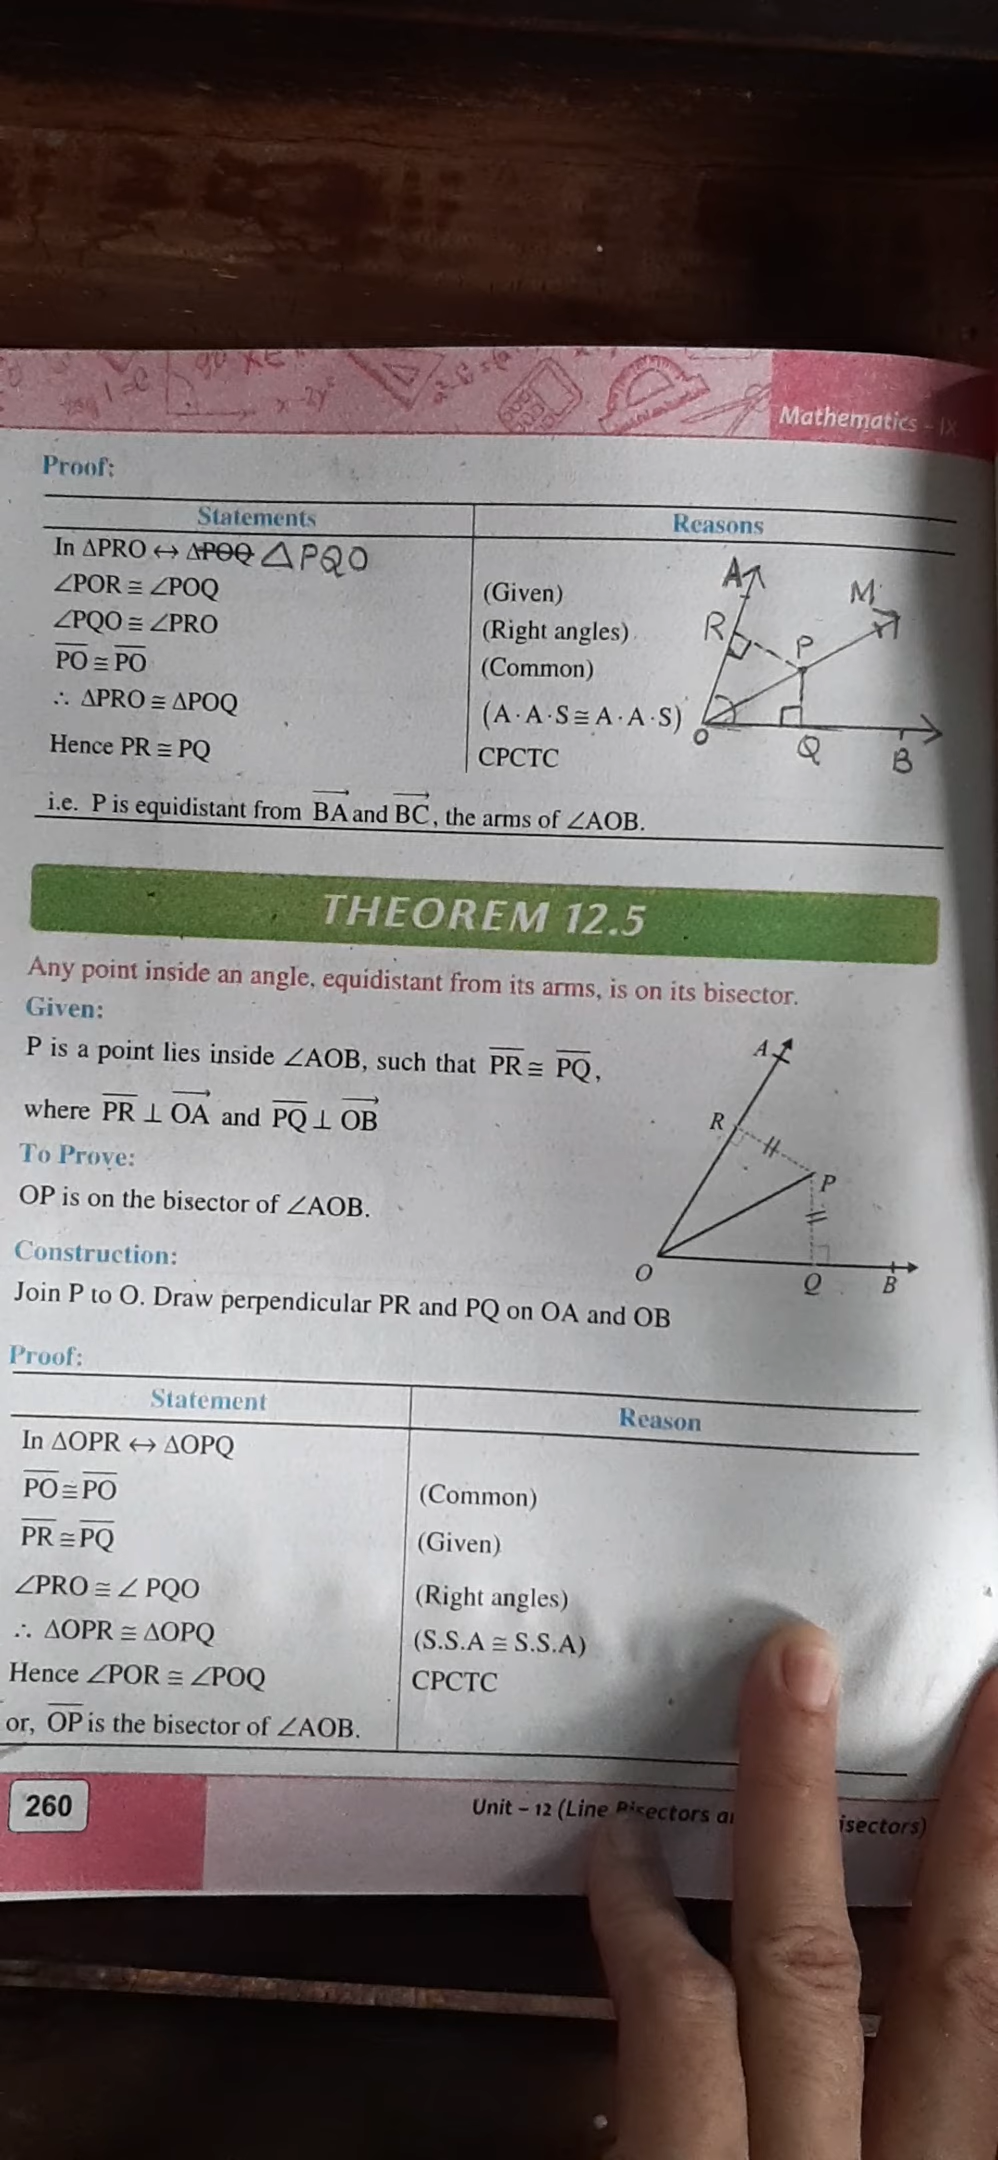 Mathematics – IX
Proof:
Statements Reasons
In ΔPRO ↔ ΔPOQ ΔPQO
∠POR ≅ ∠POQ (Given)
∠PQO ≅ ∠PRO (Right angles)
PO ≅ PO (Common)
∴ ΔPRO ≅ ΔPOQ (A·A·S ≅ A·A·S)
Hence PR ≅ PQ CPCTC
A
M
R
P
O
Q
B
i.e. P is equidistant from BA and BC, the arms of ∠AOB.
THEOREM 12.5
Any point inside an angle, equidistant from its arms, is on its bisector.
Given:
P is a point lies inside ∠AOB, such that PR ≅ PQ,
where PR ⊥ OA and PQ ⊥ OB
To Prove:
OP is on the bisector of ∠AOB.
Construction:
Join P to O. Draw perpendicular PR and PQ on OA and OB
A
R
P
O
Q
B
Proof:
Statement Reason
In ΔOPR ↔ ΔOPQ
PO ≅ PO (Common)
PR ≅ PQ (Given)
∠PRO ≅ ∠ PQO (Right angles)
∴ ΔOPR ≅ ΔOPQ (S.S.A ≅ S.S.A)
Hence ∠POR ≅ ∠POQ CPCTC
or, OP is the bisector of ∠AOB.
260
Unit – 12 (Line Bisectors a isectors)